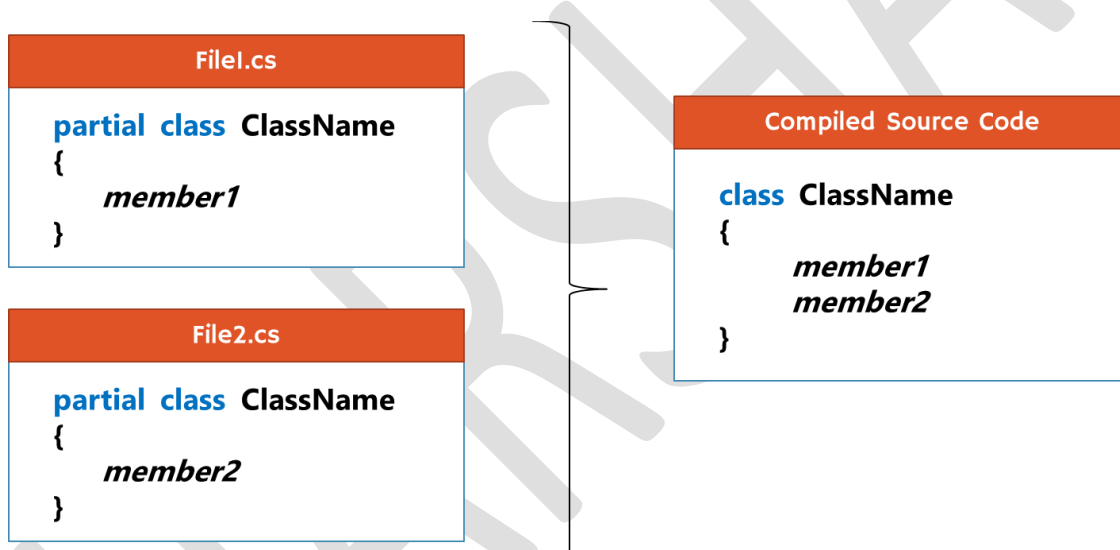 File1.cs
partial class ClassName
{
member1
}
File2.cs
partial class ClassName
{
member2
}
Compiled Source Code
class ClassName
{
member1
member2
}